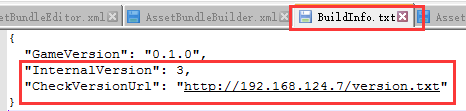 etBundleEditor.xml AssetBundleBuilder.xml BuildInfo.txt
{
"GameVersion": "0.1.0",
"InternalVersion": 3,
"CheckVersionUrl": "http://192.168.124.7/version.txt"
}